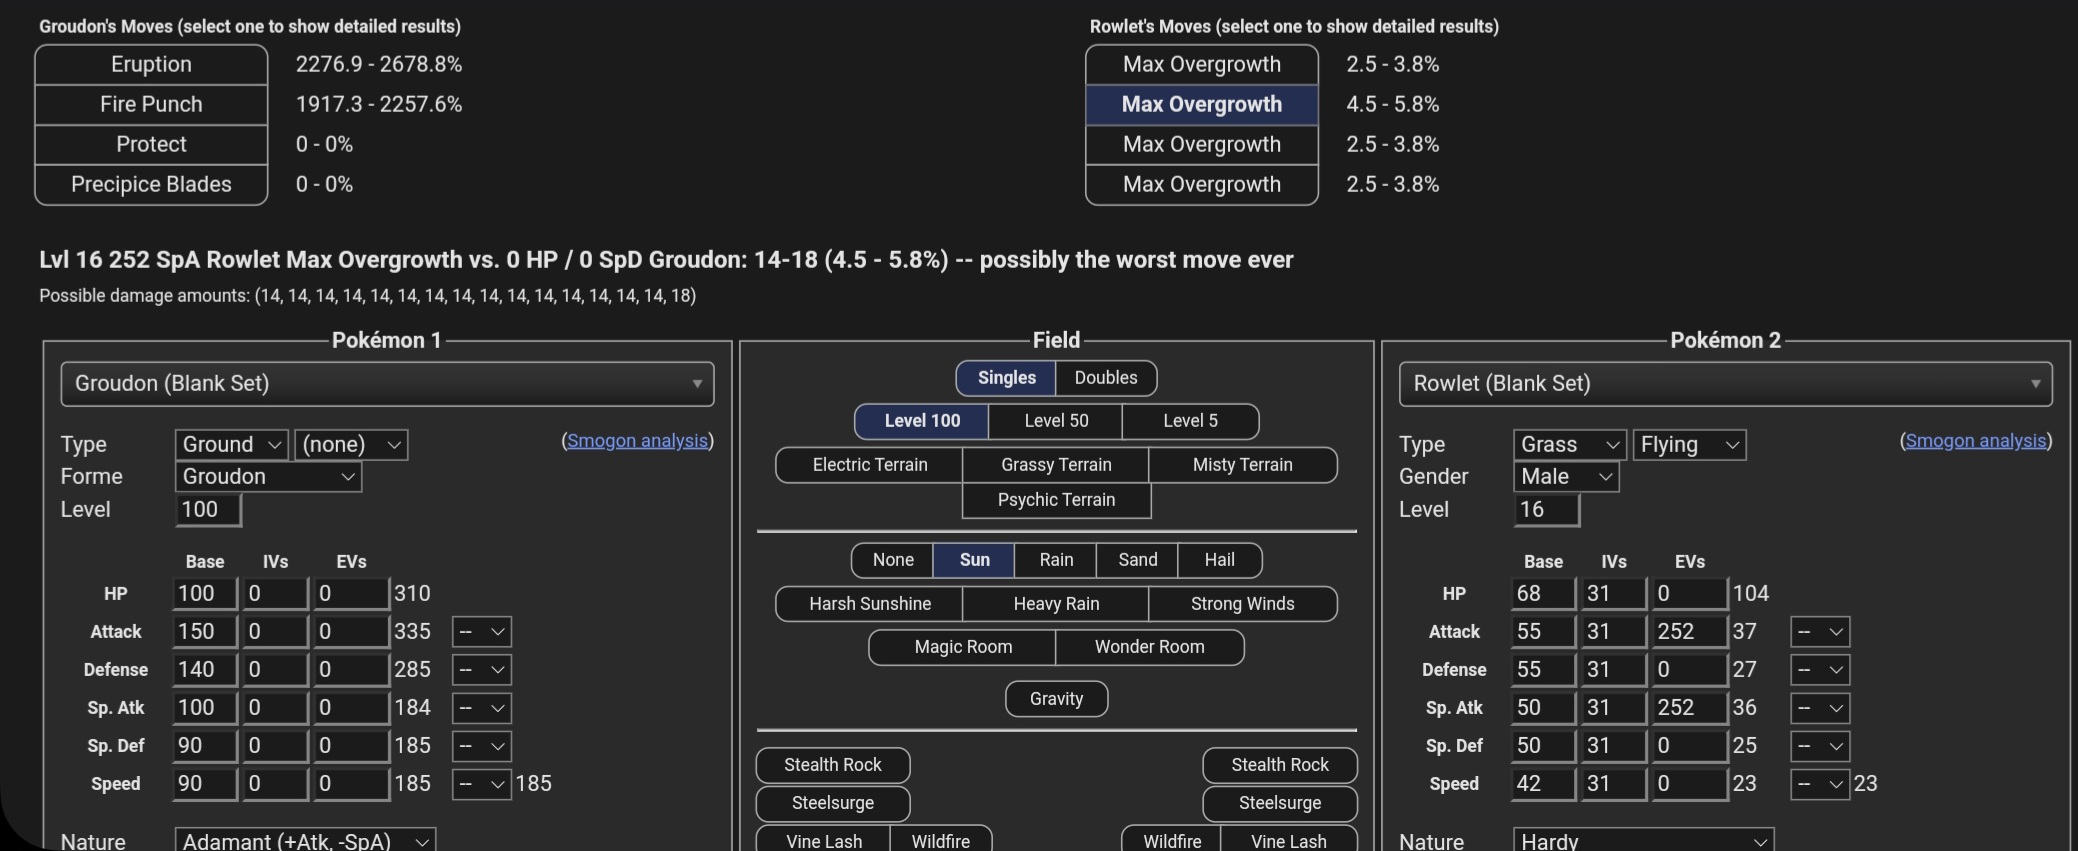 Groudon's Moves (select one to show detailed results) Rowlet's Moves (select one to show detailed results)
Eruption 2276.9 - 2678.8% Max Overgrowth 2.5 - 3.8%
Fire Punch 1917.3 - 2257.6% Max Overgrowth 4.5 - 5.8%
Protect 0 - 0% Max Overgrowth 2.5 - 3.8%
Precipice Blades 0 - 0% Max Overgrowth 2.5 - 3.8%
Lvl 16 252 SpA Rowlet Max Overgrowth vs. 0 HP / 0 SpD Groudon: 14-18 (4.5 - 5.8%) -- possibly the worst move ever
Possible damage amounts: (14, 14, 14, 14, 14, 14, 14, 14, 14, 14, 14, 14, 14, 14, 14, 18)
Pokémon 1
Groudon (Blank Set)
Type Ground (none) (Smogon analysis)
Forme Groudon
Level 100
Base IVs EVs
HP 100 0 0 310
Attack 150 0 0 335 --
Defense 140 0 0 285 --
Sp. Atk 100 0 0 184 --
Sp. Def 90 0 0 185 --
Speed 90 0 0 185 -- 185
Nature Adamant (+Atk, -SpA)
Field
Singles Doubles
Level 100 Level 50 Level 5
Electric Terrain Grassy Terrain Misty Terrain
Psychic Terrain
None Sun Rain Sand Hail
Harsh Sunshine Heavy Rain Strong Winds
Magic Room Wonder Room
Gravity
Stealth Rock Stealth Rock
Steelsurge Steelsurge
Vine Lash Wildfire Wildfire Vine Lash
Pokémon 2
Rowlet (Blank Set)
Type Grass Flying (Smogon analysis)
Gender Male
Level 16
Base IVs EVs
HP 68 31 0 104
Attack 55 31 252 37 --
Defense 55 31 0 27 --
Sp. Atk 50 31 252 36 --
Sp. Def 50 31 0 25 --
Speed 42 31 0 23 -- 23
Nature Hardy